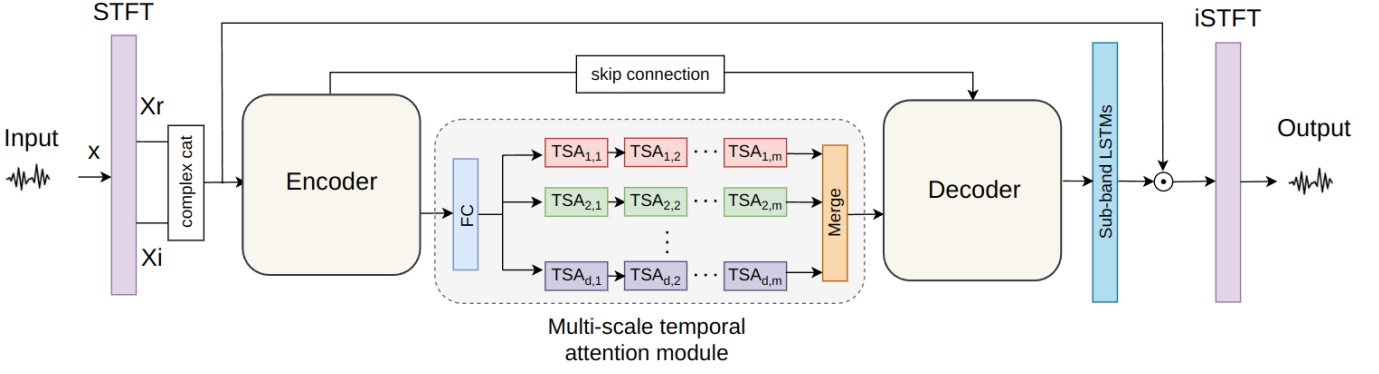 STFT
iSTFT
Xr
skip connection
Input
x
complex cat
Encoder
FC
TSA1,1
TSA1,2
...
TSA1,m
TSA2,1
TSA2,2
...
TSA2,m
TSAd,1
TSAd,2
...
TSAd,m
Merge
Decoder
Sub-band LSTMs
Output
Xi
Multi-scale temporal
attention module